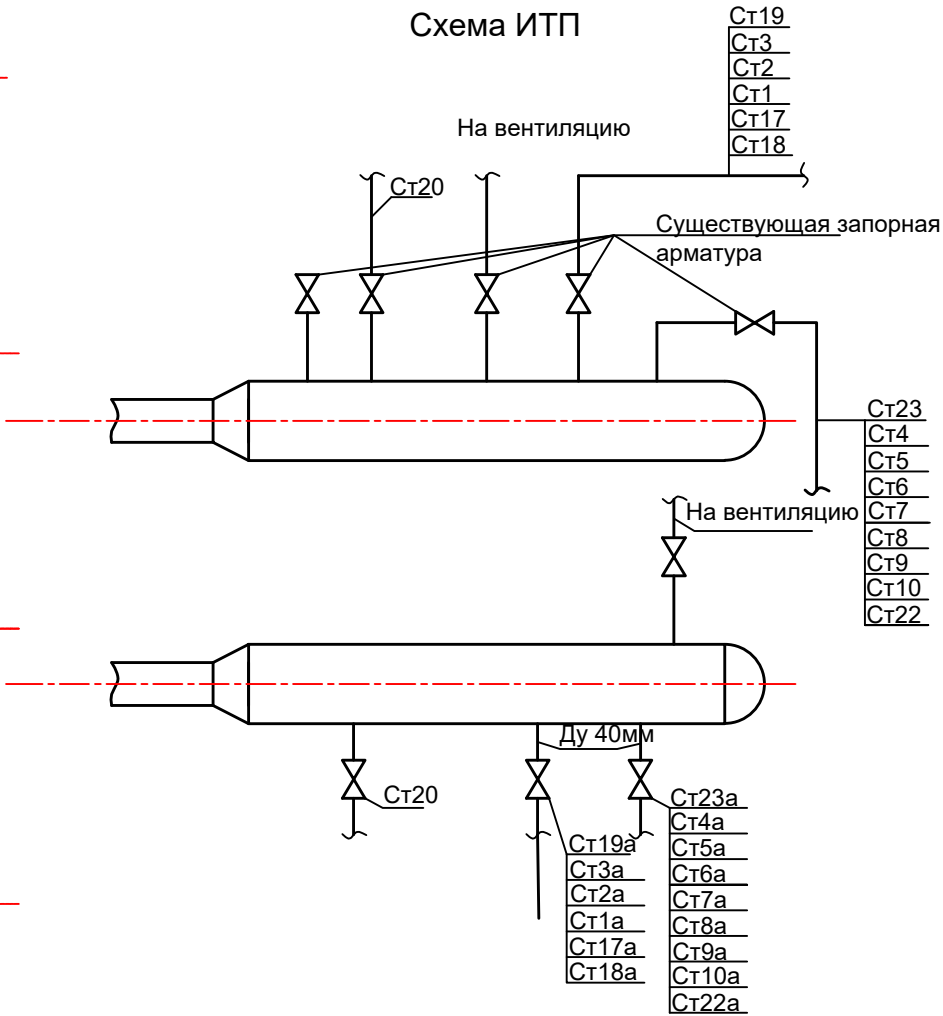 Схема ИТП
Ст19
Ст3
Ст2
Ст1
Ст17
Ст18
На вентиляцию
Ст20
Существующая запорная
арматура
Ст23
Ст4
Ст5
Ст6
Ст7
Ст8
Ст9
Ст10
Ст22
На вентиляцию
Ду 40мм
Ст20
Ст19а
Ст3а
Ст2а
Ст1а
Ст17а
Ст18а
Ст23а
Ст4а
Ст5а
Ст6а
Ст7а
Ст8а
Ст9а
Ст10а
Ст22а